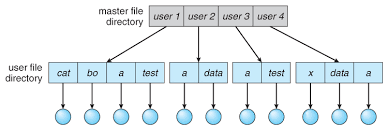 master file
directory
user 1 user 2 user 3 user 4
user file
directory
cat bo a test a data a test x data a